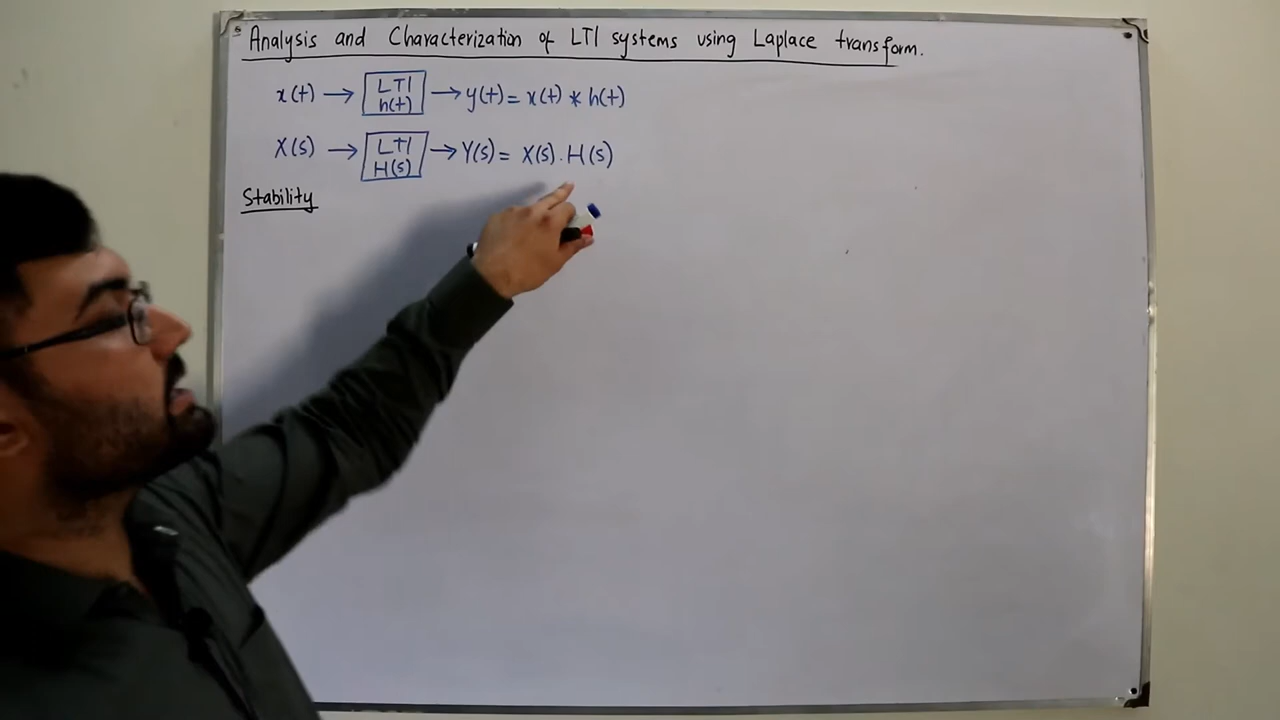 Analysis and Characterization of LTI systems using Laplace transform.
x(t) → LTI h(t) → y(t) = x(t) * h(t)
X(s) → LTI H(s) → Y(s) = X(s) . H(s)
Stability